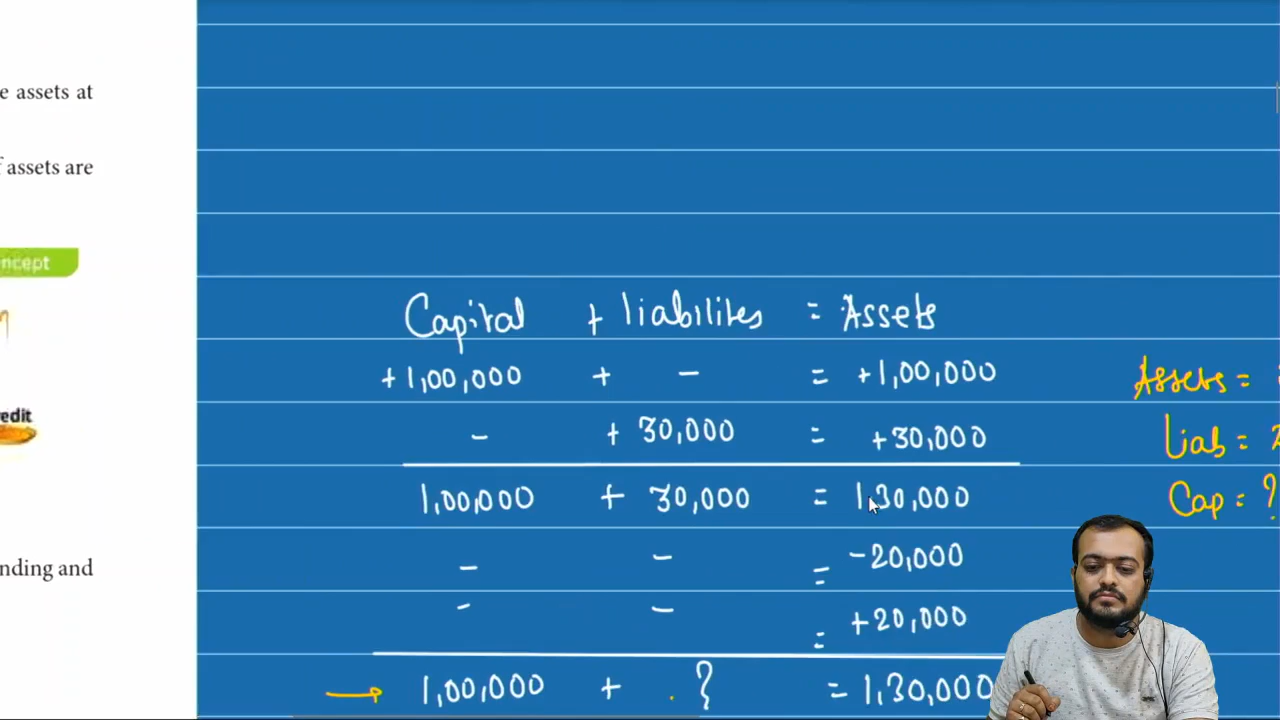 e assets at
f assets are
ncept
edit
nding and
Capital + liabilites = Assets
+1,00,000 + - = +1,00,000
- + 30,000 = +30,000
1,00,000 + 30,000 = 1,30,000
- - = -20,000
- - = +20,000
→ 1,00,000 + . ? = 1,30,000
Assets =
Liab =
Cap = ?